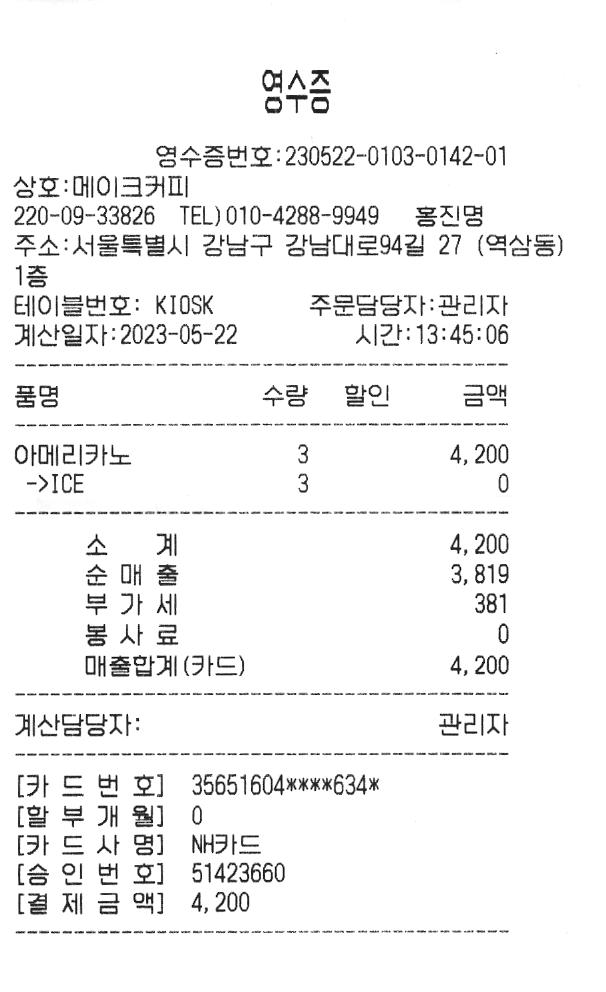 영수증
영수증번호:230522-0103-0142-01
상호:메이크커피
220-09-33826 TEL)010-4288-9949 홍진명
주소:서울특별시 강남구 강남대로94길 27 (역삼동)
1층
테이블번호: KIOSK 주문담당자:관리자
계산일자:2023-05-22 시간:13:45:06
품명 수량 할인 금액
아메리카노 3 4,200
->ICE 3 0
소 계 4,200
순 매 출 3,819
부 가 세 381
봉 사 료 0
매출합계(카드) 4,200
계산담당자: 관리자
[카 드 번 호] 35651604****634*
[할 부 개 월] 0
[카 드 사 명] NH카드
[승 인 번 호] 51423660
[결 제 금 액] 4,200